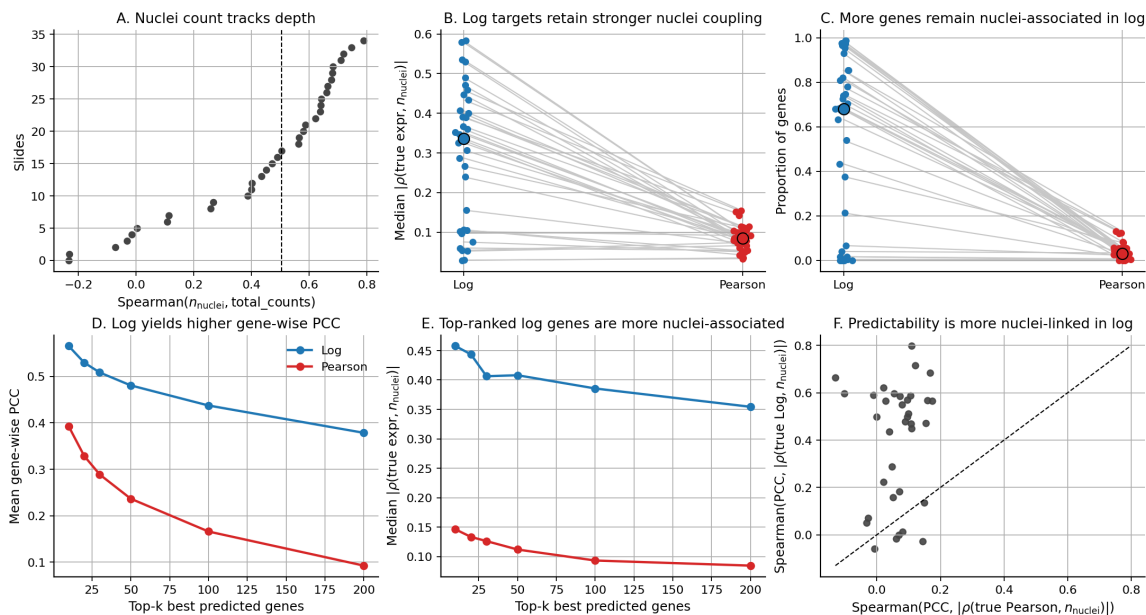 A. Nuclei count tracks depth
35
30
25
20
15
10
5
0
Slides
−0.2 0.0 0.2 0.4 0.6 0.8
Spearman(n_nuclei, total_counts)
B. Log targets retain stronger nuclei coupling
0.6
0.5
0.4
0.3
0.2
0.1
Median |ρ(true expr, n_nuclei)|
Log Pearson
C. More genes remain nuclei-associated in log
1.0
0.8
0.6
0.4
0.2
0.0
Proportion of genes
Log Pearson
D. Log yields higher gene-wise PCC
Log
Pearson
0.5
0.4
0.3
0.2
0.1
Mean gene-wise PCC
25 50 75 100 125 150 175 200
Top-k best predicted genes
E. Top-ranked log genes are more nuclei-associated
0.45
0.40
0.35
0.30
0.25
0.20
0.15
0.10
Median |ρ(true expr, n_nuclei)|
25 50 75 100 125 150 175 200
Top-k best predicted genes
F. Predictability is more nuclei-linked in log
0.8
0.6
0.4
0.2
0.0
Spearman(PCC, |ρ(true Log, n_nuclei)|)
0.0 0.2 0.4 0.6 0.8
Spearman(PCC, |ρ(true Pearson, n_nuclei)|)